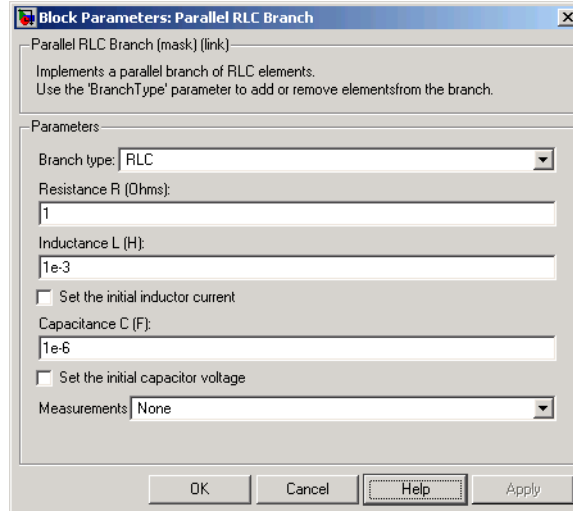 Block Parameters: Parallel RLC Branch
Parallel RLC Branch (mask) (link)
Implements a parallel branch of RLC elements.
Use the 'BranchType' parameter to add or remove elementsfrom the branch.
Parameters
Branch type: RLC
Resistance R (Ohms):
1
Inductance L (H):
1e-3
Set the initial inductor current
Capacitance C (F):
1e-6
Set the initial capacitor voltage
Measurements None
OK Cancel Help Apply